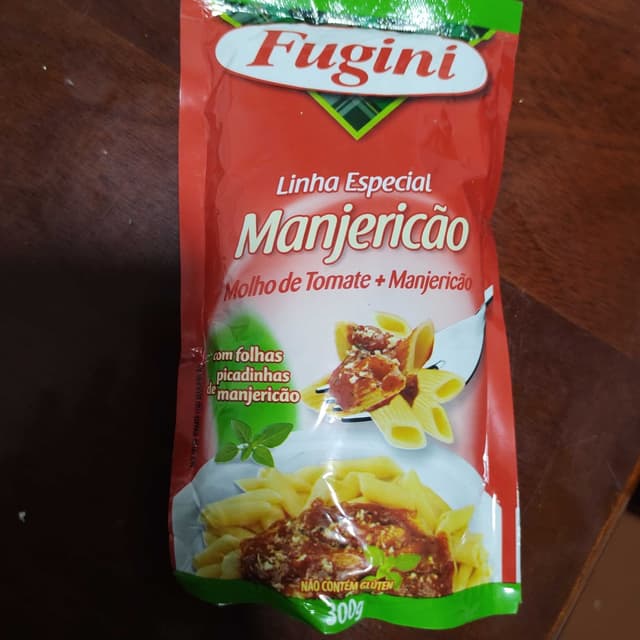 Fugini
Linha Especial
Manjericão
Molho de Tomate + Manjericão
com folhas
picadinhas
de manjericão
NÃO CONTÉM GLÚTEN
300g